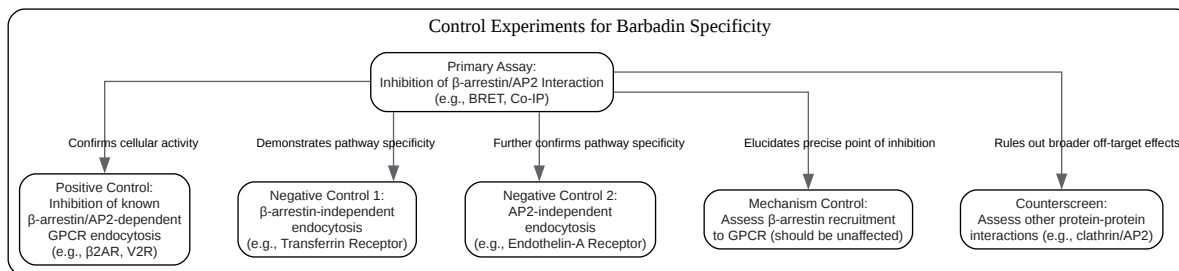 Control Experiments for Barbadin Specificity
Primary Assay:
Inhibition of β-arrestin/AP2 Interaction
(e.g., BRET, Co-IP)
Confirms cellular activity
Demonstrates pathway specificity
Further confirms pathway specificity
Elucidates precise point of inhibition
Rules out broader off-target effects
Positive Control:
Inhibition of known
β-arrestin/AP2-dependent
GPCR endocytosis
(e.g., β2AR, V2R)
Negative Control 1:
β-arrestin-independent
endocytosis
(e.g., Transferrin Receptor)
Negative Control 2:
AP2-independent
endocytosis
(e.g., Endothelin-A Receptor)
Mechanism Control:
Assess β-arrestin recruitment
to GPCR (should be unaffected)
Counterscreen:
Assess other protein-protein
interactions (e.g., clathrin/AP2)